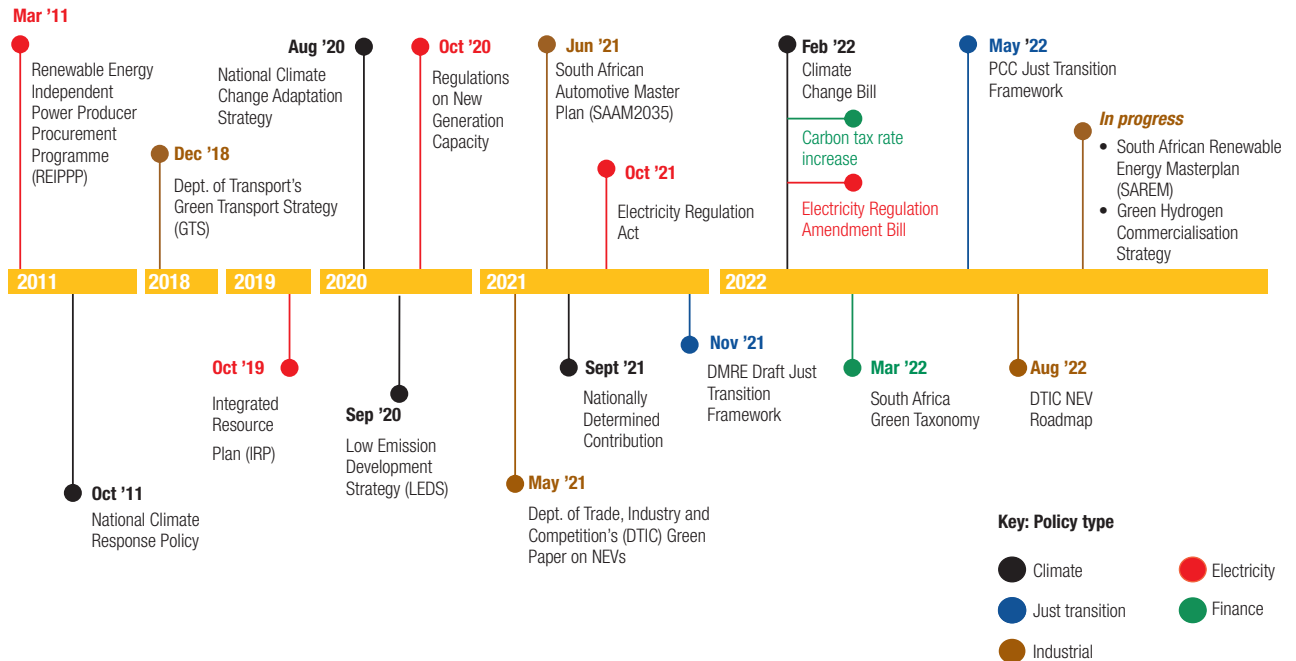 Mar ’11
Renewable Energy
Independent
Power Producer
Procurement
Programme
(REIPPP)
Dec ’18
Dept. of Transport’s
Green Transport Strategy
(GTS)
Aug ’20
National Climate
Change Adaptation
Strategy
Oct ’20
Regulations
on New
Generation
Capacity
Jun ’21
South African
Automotive Master
Plan (SAAM2035)
Oct ’21
Electricity Regulation
Act
Feb ’22
Climate
Change Bill
Carbon tax rate
increase
Electricity Regulation
Amendment Bill
May ’22
PCC Just Transition
Framework
In progress
• South African Renewable
Energy Masterplan
(SAREM)
• Green Hydrogen
Commercialisation
Strategy
2011
2018
2019
2020
2021
2022
Oct ’11
National Climate
Response Policy
Oct ’19
Integrated
Resource
Plan (IRP)
Sep ’20
Low Emission
Development
Strategy (LEDS)
May ’21
Dept. of Trade, Industry and
Competition’s (DTIC) Green
Paper on NEVs
Sept ’21
Nationally
Determined
Contribution
Nov ’21
DMRE Draft Just
Transition
Framework
Mar ’22
South Africa
Green Taxonomy
Aug ’22
DTIC NEV
Roadmap
Key: Policy type
Climate
Electricity
Just transition
Finance
Industrial